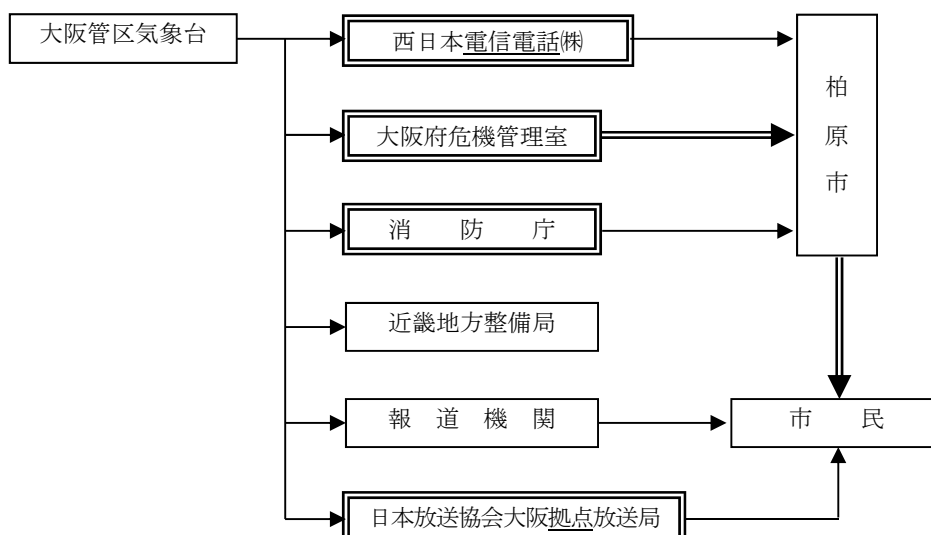 大阪管区気象台
西日本電信電話㈱
大阪府危機管理室
消防庁
近畿地方整備局
報道機関
日本放送協会大阪拠点放送局
柏原市
市民